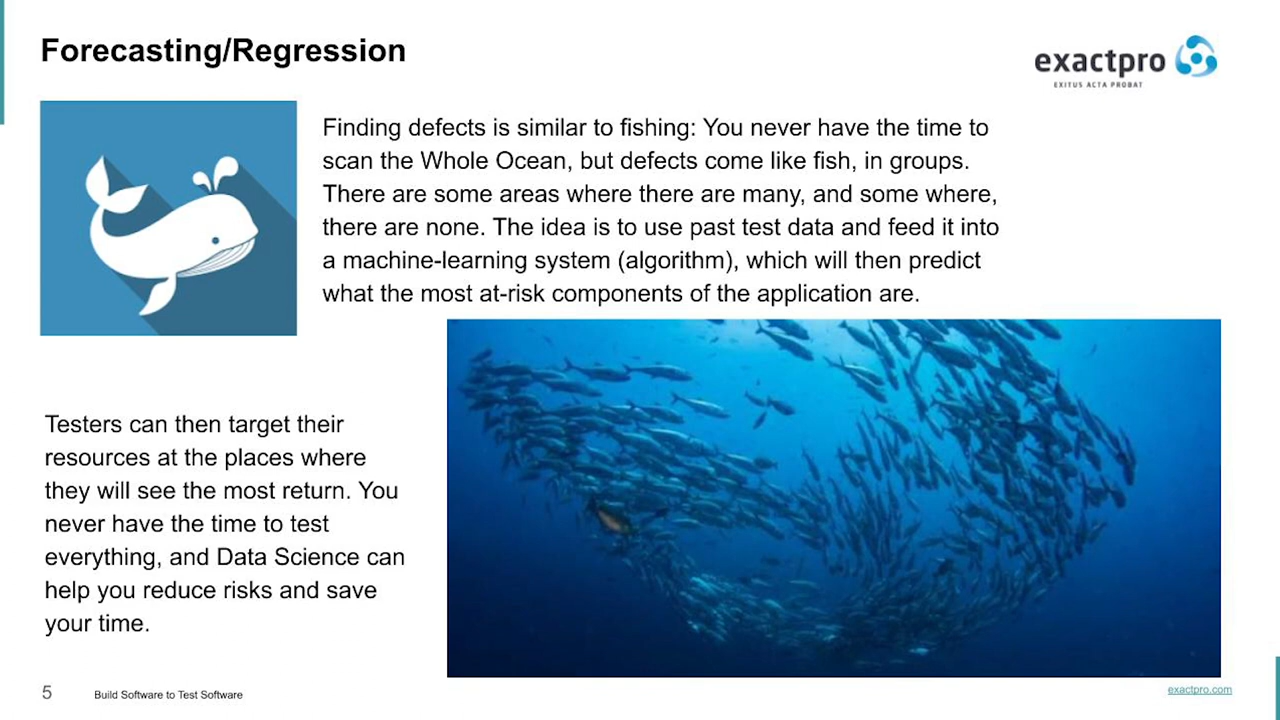 Forecasting/Regression
exactpro
EXITUS ACTA PROBAT
Finding defects is similar to fishing: You never have the time to
scan the Whole Ocean, but defects come like fish, in groups.
There are some areas where there are many, and some where,
there are none. The idea is to use past test data and feed it into
a machine-learning system (algorithm), which will then predict
what the most at-risk components of the application are.
Testers can then target their
resources at the places where
they will see the most return. You
never have the time to test
everything, and Data Science can
help you reduce risks and save
your time.
5
Build Software to Test Software
exactpro.com